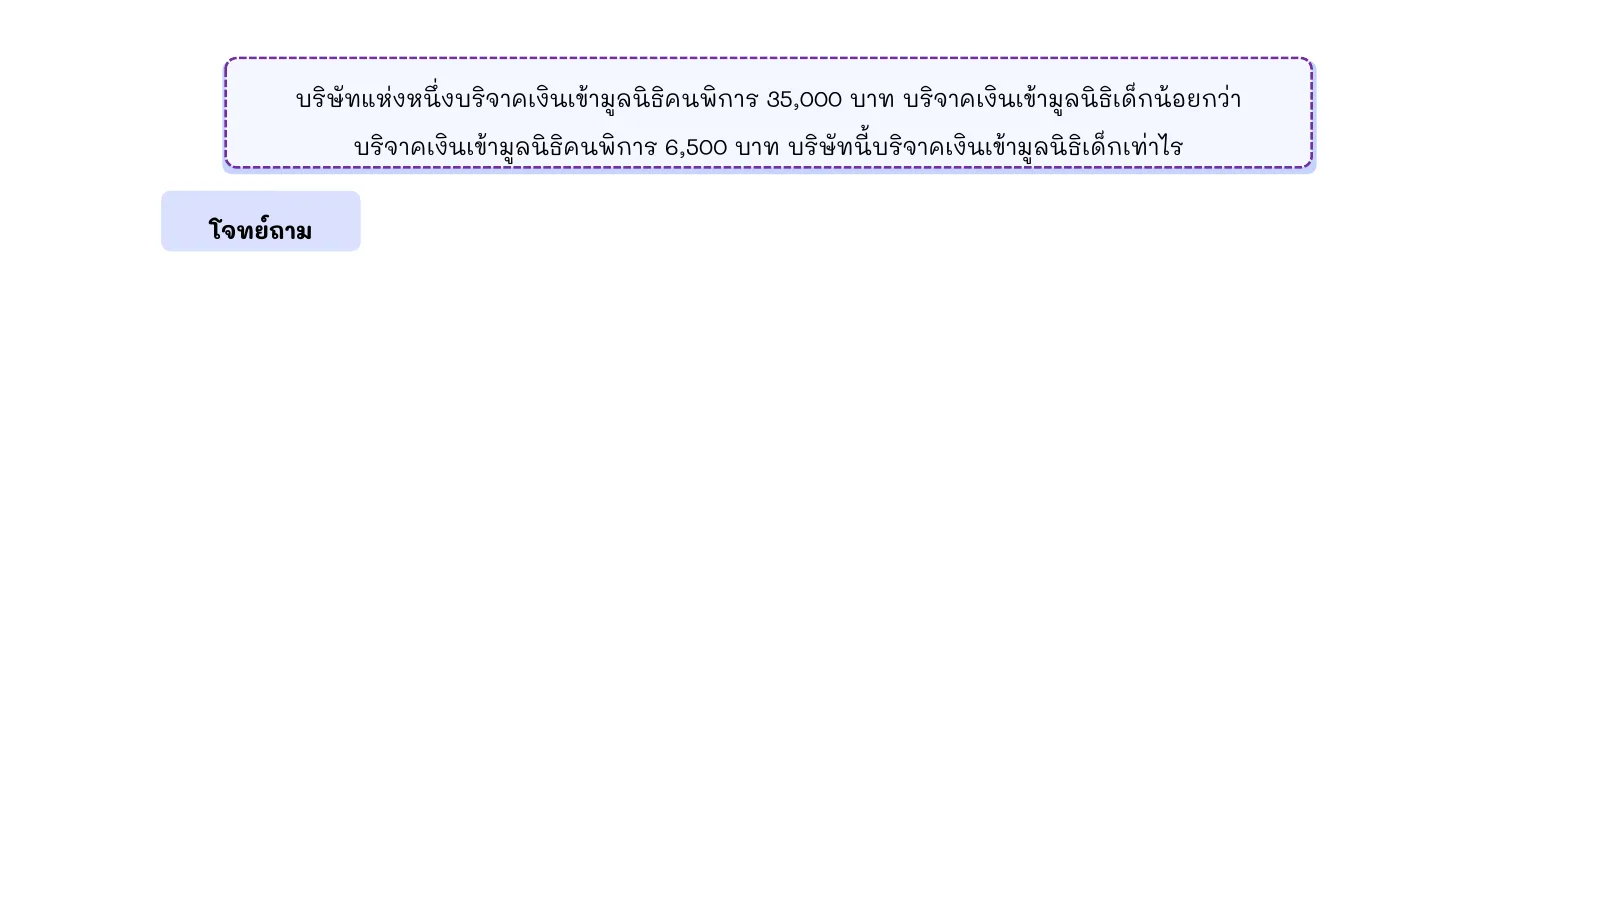 บริษัทแห่งหนึ่งบริจาคเงินเข้ามูลนิธิคนพิการ 35,000 บาท บริจาคเงินเข้ามูลนิธิเด็กน้อยกว่า
บริจาคเงินเข้ามูลนิธิคนพิการ 6,500 บาท บริษัทนี้บริจาคเงินเข้ามูลนิธิเด็กเท่าไร
โจทย์ถาม